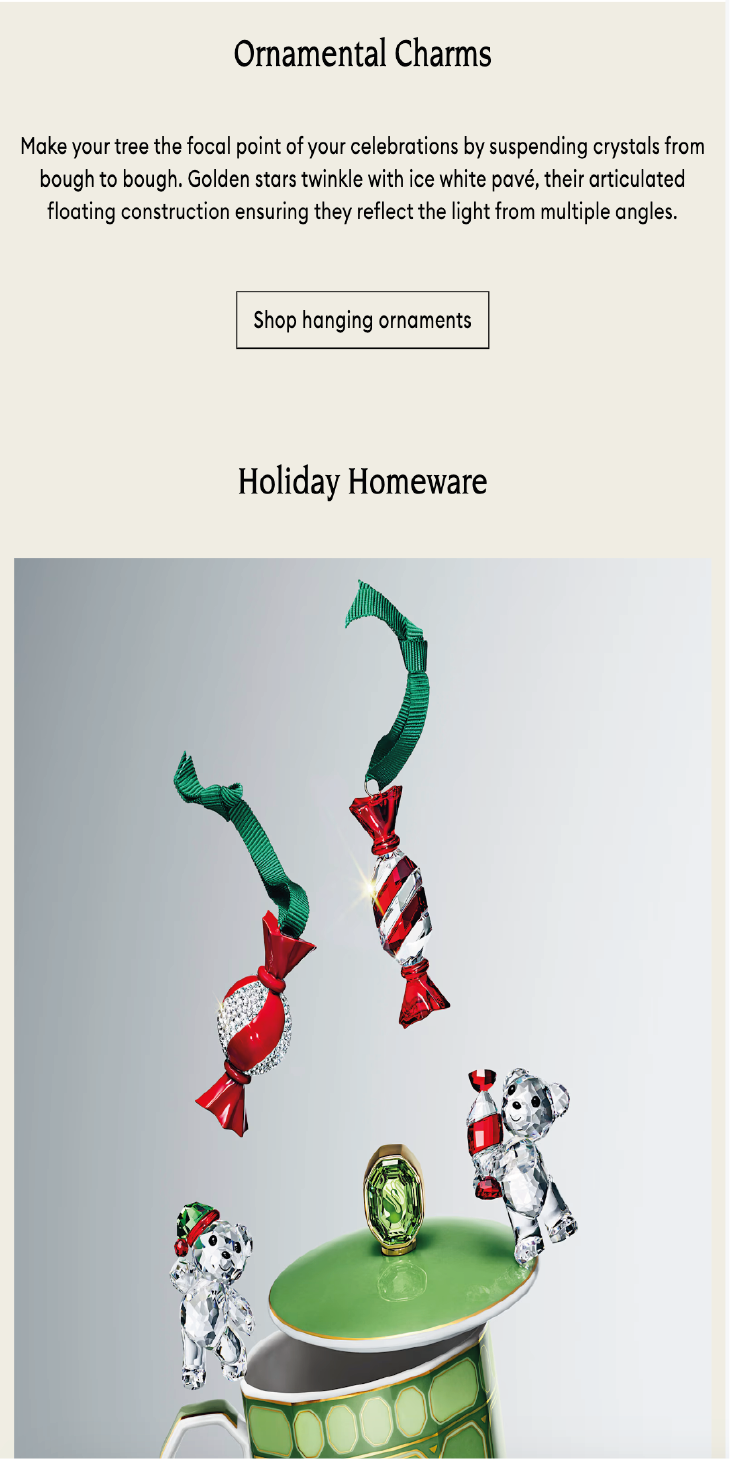 Ornamental Charms
Make your tree the focal point of your celebrations by suspending crystals from
bough to bough. Golden stars twinkle with ice white pavé, their articulated
floating construction ensuring they reflect the light from multiple angles.
Shop hanging ornaments
Holiday Homeware